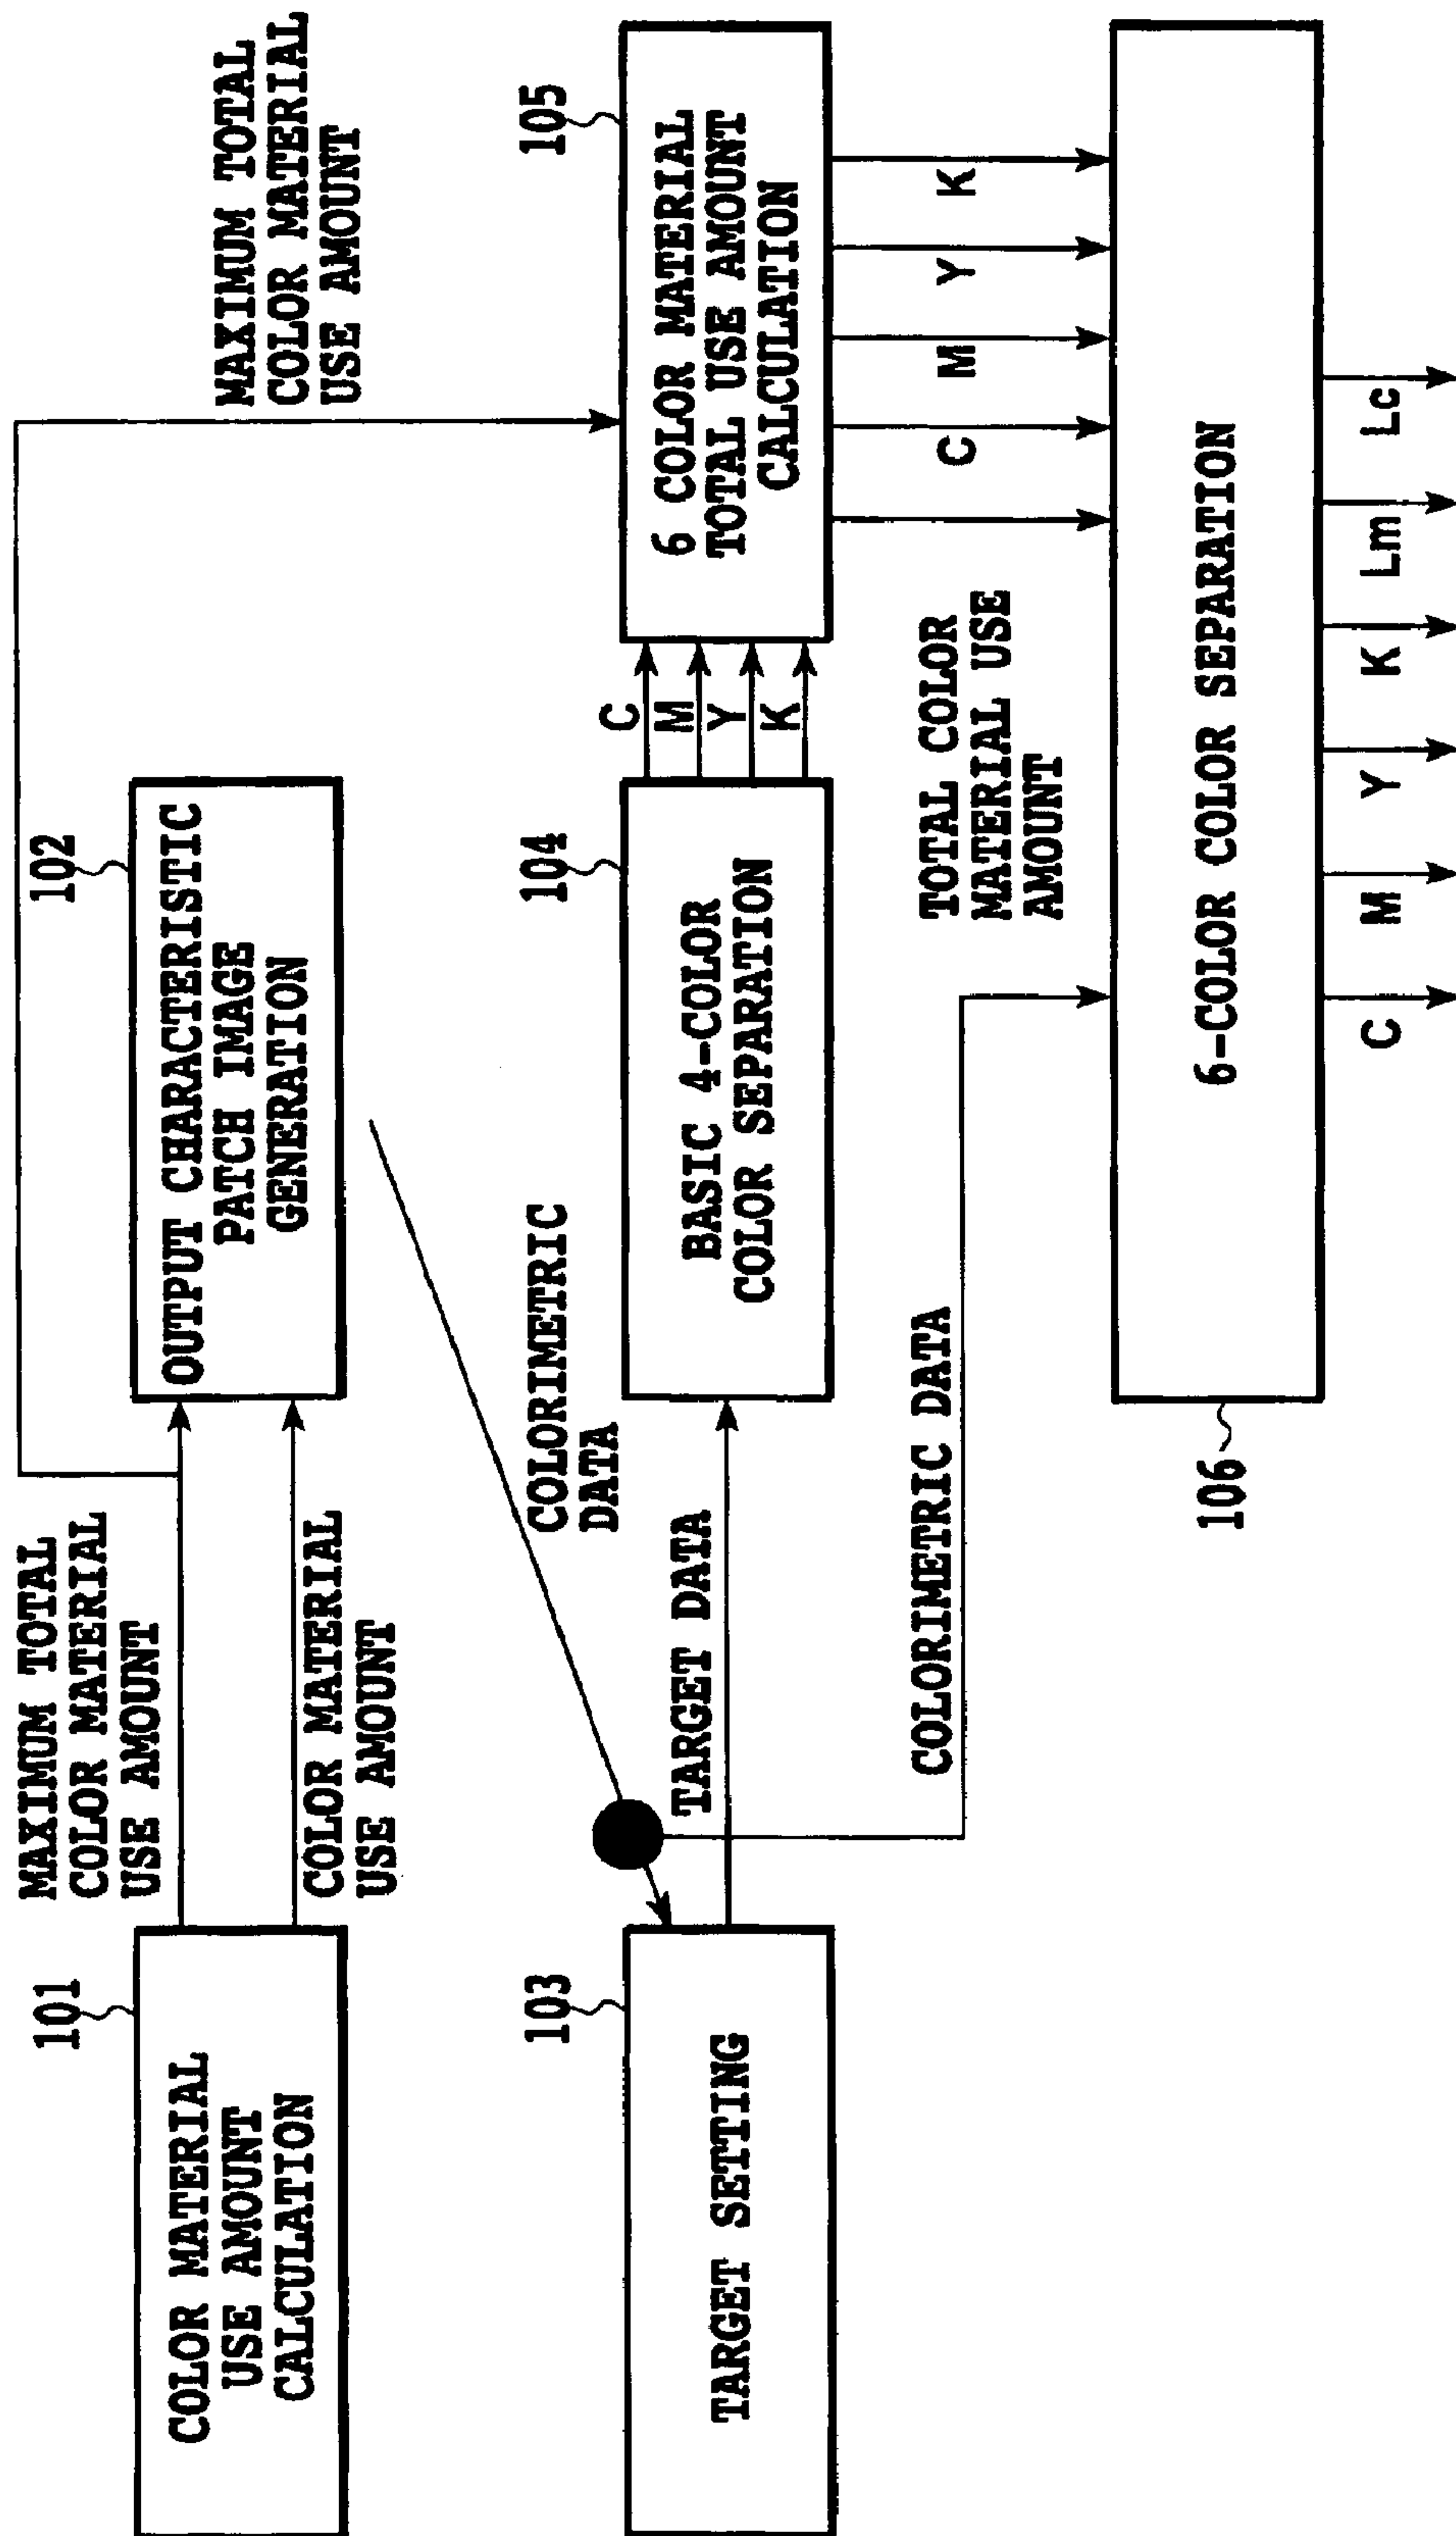 101
COLOR MATERIAL
USE AMOUNT
CALCULATION
MAXIMUM TOTAL
COLOR MATERIAL
USE AMOUNT
COLOR MATERIAL
USE AMOUNT
102
OUTPUT CHARACTERISTIC
PATCH IMAGE
GENERATION
MAXIMUM TOTAL
COLOR MATERIAL
USE AMOUNT
103
TARGET SETTING
COLORIMETRIC
DATA
TARGET DATA
104
BASIC 4-COLOR
COLOR SEPARATION
C
M
Y
K
105
6 COLOR MATERIAL
TOTAL USE AMOUNT
CALCULATION
COLORIMETRIC DATA
TOTAL COLOR
MATERIAL USE
AMOUNT
C
M
Y
K
106
6-COLOR COLOR SEPARATION
C
M
Y
K
Lm
Lc